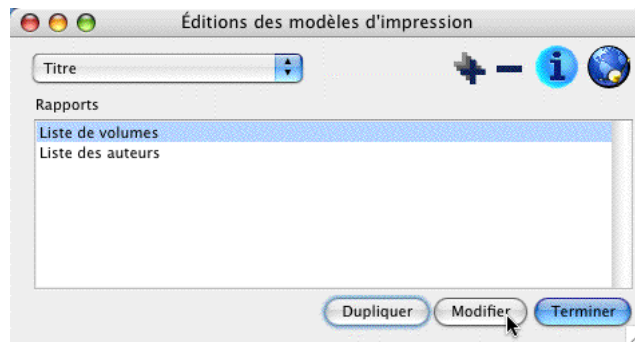 Éditions des modèles d'impression
Titre
Rapports
Liste de volumes
Liste des auteurs
Dupliquer Modifier Terminer